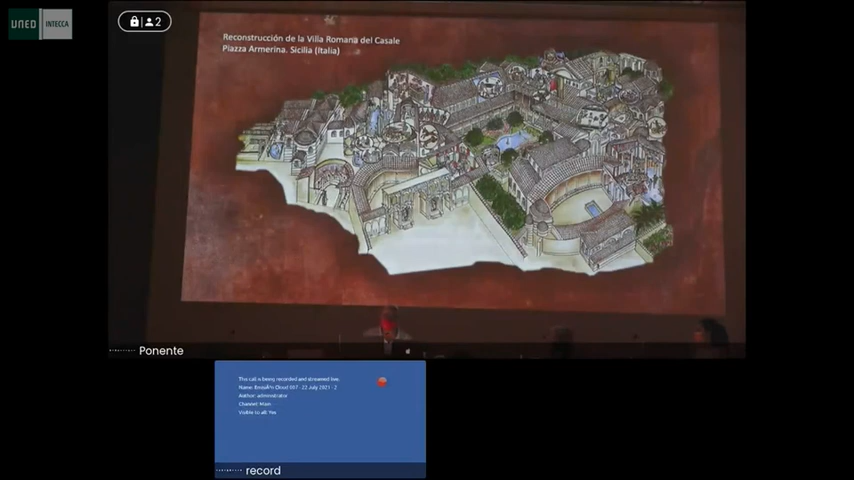 UNED INTECCA
2
Reconstrucción de la Villa Romana del Casale
Piazza Armerina. Sicilia (Italia)
Ponente
The call is being recorded and streamed live.
Author: administrator
Channel: Main
Visible to all: Yes
record